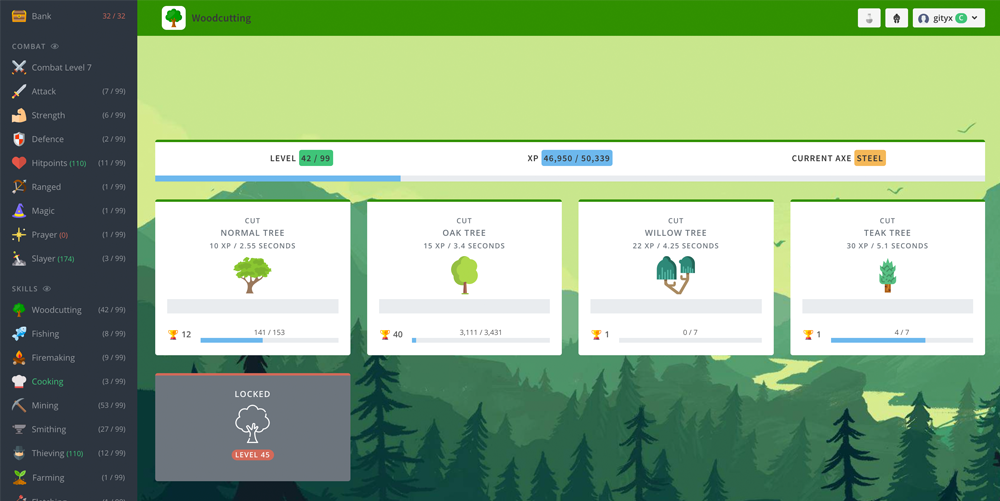 Bank 32 / 32
COMBAT
Combat Level 7
Attack (7 / 99)
Strength (6 / 99)
Defence (2 / 99)
Hitpoints (110) (11 / 99)
Ranged (1 / 99)
Magic (1 / 99)
Prayer (0) (1 / 99)
Slayer (174) (3 / 99)
SKILLS
Woodcutting (42 / 99)
Fishing (8 / 99)
Firemaking (9 / 99)
Cooking (3 / 99)
Mining (53 / 99)
Smithing (27 / 99)
Thieving (110) (12 / 99)
Farming (1 / 99)
Woodcutting
gityx C
LEVEL 42 / 99
XP 46,950 / 50,339
CURRENT AXE STEEL
CUT
NORMAL TREE
10 XP / 2.55 SECONDS
12 141 / 153
CUT
OAK TREE
15 XP / 3.4 SECONDS
40 3,111 / 3,431
CUT
WILLOW TREE
22 XP / 4.25 SECONDS
1 0 / 7
CUT
TEAK TREE
30 XP / 5.1 SECONDS
1 4 / 7
LOCKED
LEVEL 45